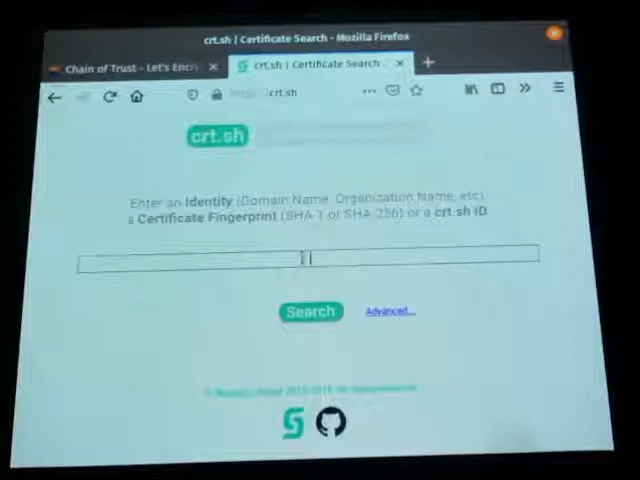 crt.sh | Certificate Search - Mozilla Firefox
Chain of Trust - Let's Encry
crt.sh | Certificate Search
crt.sh
crt.sh
Enter an Identity (Domain Name, Organization Name, etc),
a Certificate Fingerprint (SHA-1 or SHA-256) or a crt.sh ID
Search
Advanced...